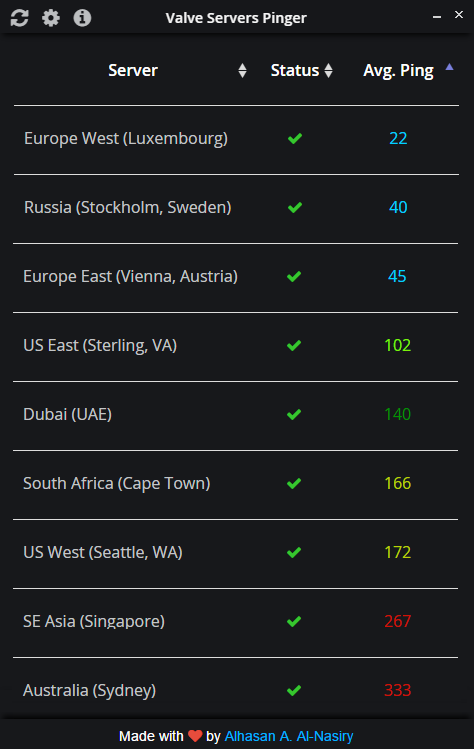 Valve Servers Pinger
Server Status Avg. Ping
Europe West (Luxembourg) 22
Russia (Stockholm, Sweden) 40
Europe East (Vienna, Austria) 45
US East (Sterling, VA) 102
Dubai (UAE) 140
South Africa (Cape Town) 166
US West (Seattle, WA) 172
SE Asia (Singapore) 267
Australia (Sydney) 333
Made with ❤ by Alhasan A. Al-Nasiry